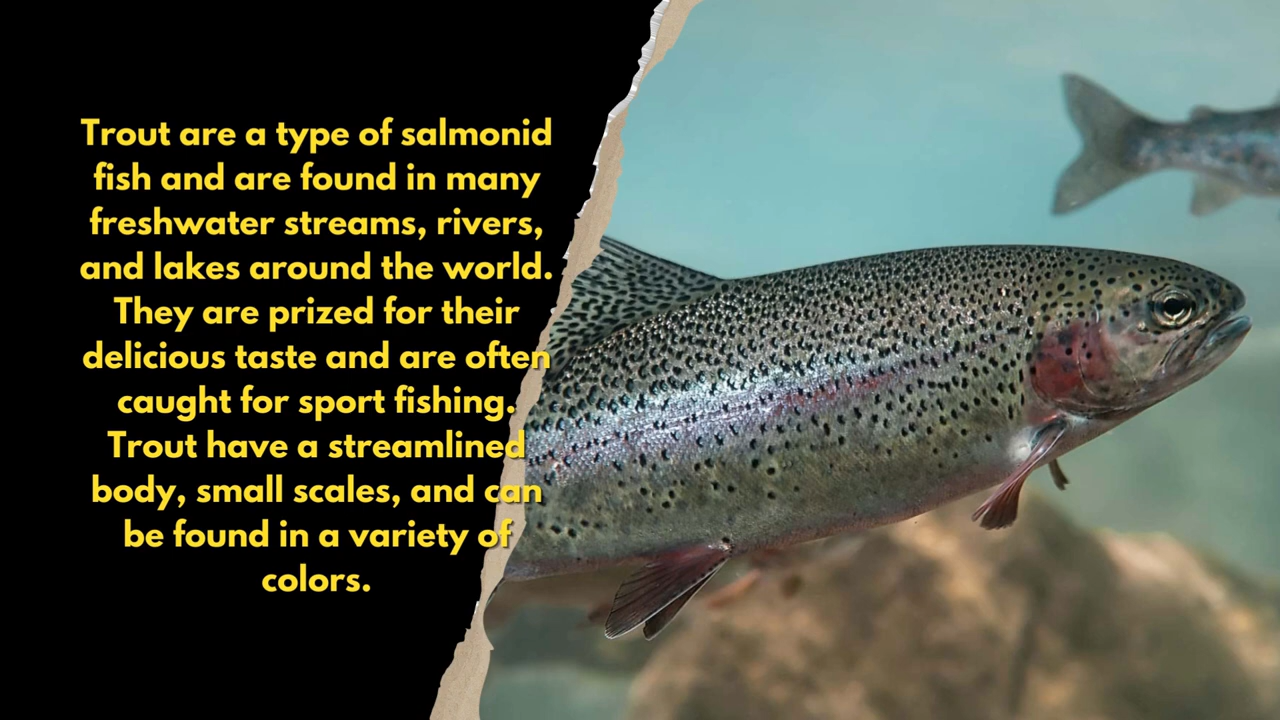 Trout are a type of salmonid
fish and are found in many
freshwater streams, rivers,
and lakes around the world.
They are prized for their
delicious taste and are often
caught for sport fishing.
Trout have a streamlined
body, small scales, and can
be found in a variety of
colors.